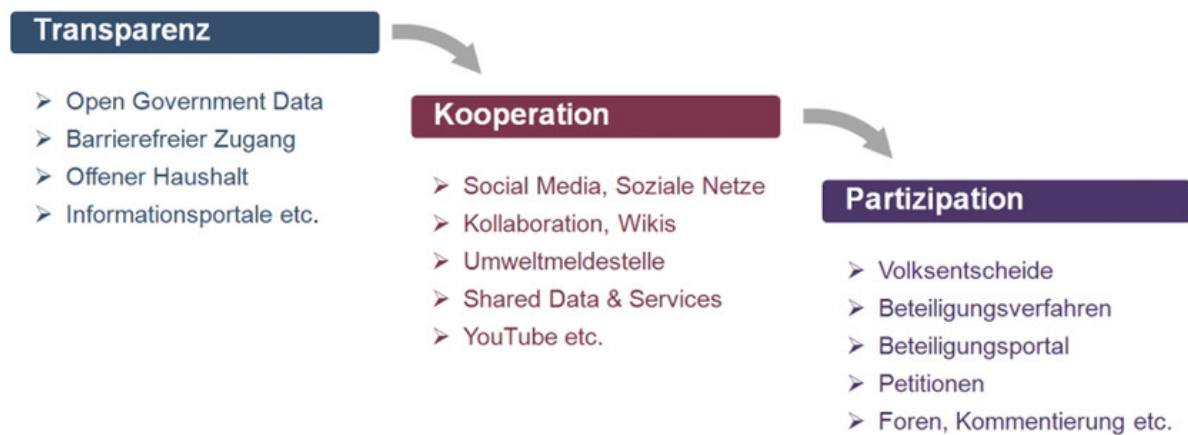 Transparenz
➢ Open Government Data
➢ Barrierefreier Zugang
➢ Offener Haushalt
➢ Informationsportale etc.
Kooperation
➢ Social Media, Soziale Netze
➢ Kollaboration, Wikis
➢ Umweltmeldestelle
➢ Shared Data & Services
➢ YouTube etc.
Partizipation
➢ Volksentscheide
➢ Beteiligungsverfahren
➢ Beteiligungsportal
➢ Petitionen
➢ Foren, Kommentierung etc.